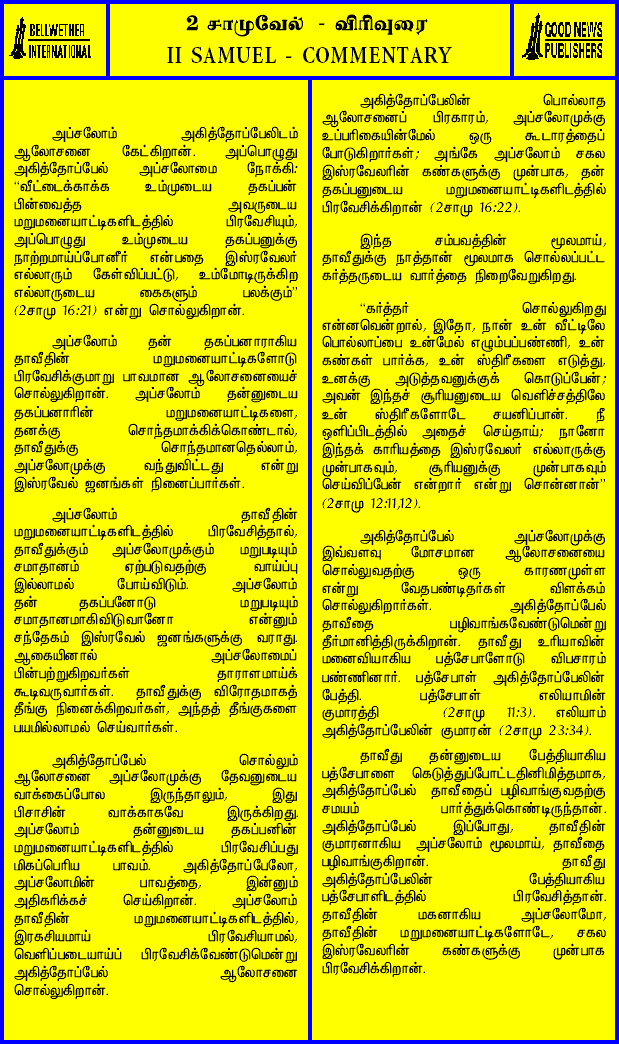 BELLWETHER
INTERNATIONAL
2 சாமுவேல் - விரிவுரை
II SAMUEL - COMMENTARY
GOOD NEWS
PUBLISHERS
அப்சலோம் அகித்தோப்பேலிடம்
ஆலோசனை கேட்கிறான். அப்பொழுது
அகித்தோப்பேல் அப்சலோமை நோக்கி:
“வீட்டைக்காக்க உம்முடைய தகப்பன்
பின்வைத்த அவருடைய
மறுமனையாட்டிகளிடத்தில் பிரவேசியும்,
அப்பொழுது உம்முடைய தகப்பனுக்கு
நாற்றமாய்ப்போனீர் என்பதை இஸ்ரவேலர்
எல்லாரும் கேள்விப்பட்டு, உம்மோடிருக்கிற
எல்லாருடைய கைகளும் பலக்கும்”
(2சாமு 16:21) என்று சொல்லுகிறான்.
அப்சலோம் தன் தகப்பனாராகிய
தாவீதின் மறுமனையாட்டிகளோடு
பிரவேசிக்குமாறு பாவமான ஆலோசனையைச்
சொல்லுகிறான். அப்சலோம் தன்னுடைய
தகப்பனாரின் மறுமனையாட்டிகளை,
தனக்கு சொந்தமாக்கிக்கொண்டால்,
தாவீதுக்கு சொந்தமானதெல்லாம்,
அப்சலோமுக்கு வந்துவிட்டது என்று
இஸ்ரவேல் ஜனங்கள் நினைப்பார்கள்.
அப்சலோம் தாவீதின்
மறுமனையாட்டிகளிடத்தில் பிரவேசித்தால்,
தாவீதுக்கும் அப்சலோமுக்கும் மறுபடியும்
சமாதானம் ஏற்படுவதற்கு வாய்ப்பு
இல்லாமல் போய்விடும். அப்சலோம்
தன் தகப்பனோடு மறுபடியும்
சமாதானமாகிவிடுவானோ என்னும்
சந்தேகம் இஸ்ரவேல் ஜனங்களுக்கு வராது.
ஆகையினால் அப்சலோமைப்
பின்பற்றுகிறவர்கள் தாராளமாய்க்
கூடிவருவார்கள். தாவீதுக்கு விரோதமாகத்
தீங்கு நினைக்கிறவர்கள், அந்தத் தீங்குகளை
பயமில்லாமல் செய்வார்கள்.
அகித்தோப்பேல் சொல்லும்
ஆலோசனை அப்சலோமுக்கு தேவனுடைய
வாக்கைப்போல இருந்தாலும், இது
பிசாசின் வாக்காகவே இருக்கிறது.
அப்சலோம் தன்னுடைய தகப்பனின்
மறுமனையாட்டிகளிடத்தில் பிரவேசிப்பது
மிகப்பெரிய பாவம். அகித்தோப்பேலோ,
அப்சலோமின் பாவத்தை, இன்னும்
அதிகரிக்கச் செய்கிறான். அப்சலோம்
தாவீதின் மறுமனையாட்டிகளிடத்தில்,
இரகசியமாய் பிரவேசியாமல்,
வெளிப்படையாய்ப் பிரவேசிக்வேண்டுமென்று
அகித்தோப்பேல் ஆலோசனை
சொல்லுகிறான்.
அகித்தோப்பேலின் பொல்லாத
ஆலோசனைப் பிரகாரம், அப்சலோமுக்கு
உப்பரிகையின்மேல் ஒரு கூடாரத்தைப்
போடுகிறார்கள்; அங்கே அப்சலோம் சகல
இஸ்ரவேலரின் கண்களுக்கு முன்பாக, தன்
தகப்பனுடைய மறுமனையாட்டிகளிடத்தில்
பிரவேசிக்கிறான் (2சாமு 16:22).
இந்த சம்பவத்தின் மூலமாய்,
தாவீதுக்கு நாத்தான் மூலமாக சொல்லப்பட்ட
கர்த்தருடைய வார்த்தை நிறைவேறுகிறது.
“கர்த்தர் சொல்லுகிறது
என்னவென்றால், இதோ, நான் உன் வீட்டிலே
பொல்லாப்பை உன்மேல் எழும்பப்பண்ணி, உன்
கண்கள் பார்க்க, உன் ஸ்திரீகளை எடுத்து,
உனக்கு அடுத்தவனுக்குக் கொடுப்பேன்;
அவன் இந்தச் சூரியனுடைய வெளிச்சத்திலே
உன் ஸ்திரீகளோடே சயனிப்பான். நீ
ஒளிப்பிடத்தில் அதைச் செய்தாய்; நானோ
இந்தக் காரியத்தை இஸ்ரவேலர் எல்லாருக்கு
முன்பாகவும், சூரியனுக்கு முன்பாகவும்
செய்விப்பேன் என்றார் என்று சொன்னான்”
(2சாமு 12:11,12).
அகித்தோப்பேல் அப்சலோமுக்கு
இவ்வளவு மோசமான ஆலோசனையை
சொல்லுவதற்கு ஒரு காரணமுள்ள
என்று வேதபண்டிதர்கள் விளக்கம்
சொல்லுகிறார்கள். அகித்தோப்பேல்
தாவீதை பழிவாங்கவேண்டுமென்று
தீர்மானித்திருக்கிறான். தாவீது உரியாவின்
மனைவியாகிய பத்சேபாளோடு விபசாரம்
பண்ணினார். பத்சேபாள் அகித்தோப்பேலின்
பேத்தி. பத்சேபாள் எலியாமின்
குமாரத்தி (2சாமு 11:3). எலியாம்
அகித்தோப்பேலின் குமாரன் (2சாமு 23:34).
தாவீது தன்னுடைய பேத்தியாகிய
பத்சேபாளை கெடுத்துப்போட்டதினிமித்தமாக,
அகித்தோப்பேல் தாவீதைப் பழிவாங்குவதற்கு
சமயம் பார்த்துக்கொண்டிருந்தான்.
அகித்தோப்பேல் இப்போது, தாவீதின்
குமாரனாகிய அப்சலோம் மூலமாய், தாவீதை
பழிவாங்குகிறான். தாவீது
அகித்தோப்பேலின் பேத்தியாகிய
பத்சேபாளிடத்தில் பிரவேசித்தான்.
தாவீதின் மகனாகிய அப்சலோமோ,
தாவீதின் மறுமனையாட்டிகளோடே, சகல
இஸ்ரவேலரின் கண்களுக்கு முன்பாக
பிரவேசிக்கிறான்.